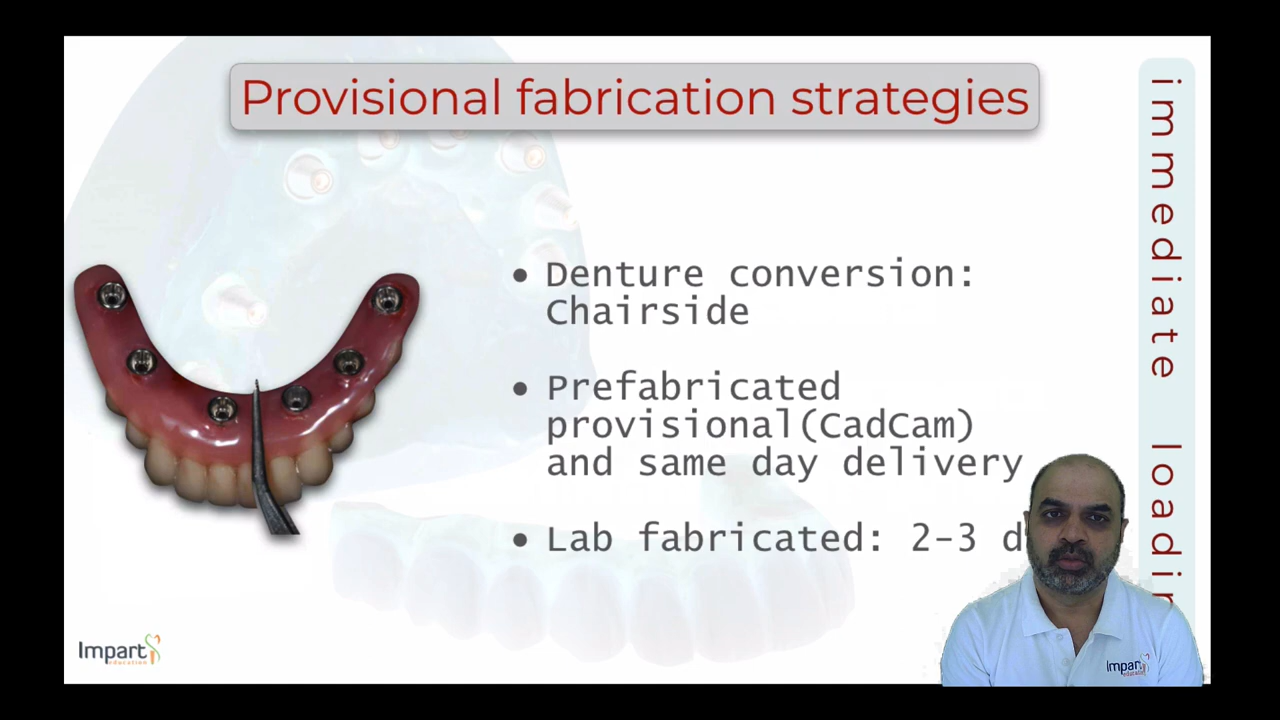 Provisional fabrication strategies
• Denture conversion:
Chairside
• Prefabricated
provisional(CadCam)
and same day delivery
• Lab fabricated: 2-3
immediate
Impart
education
Impart